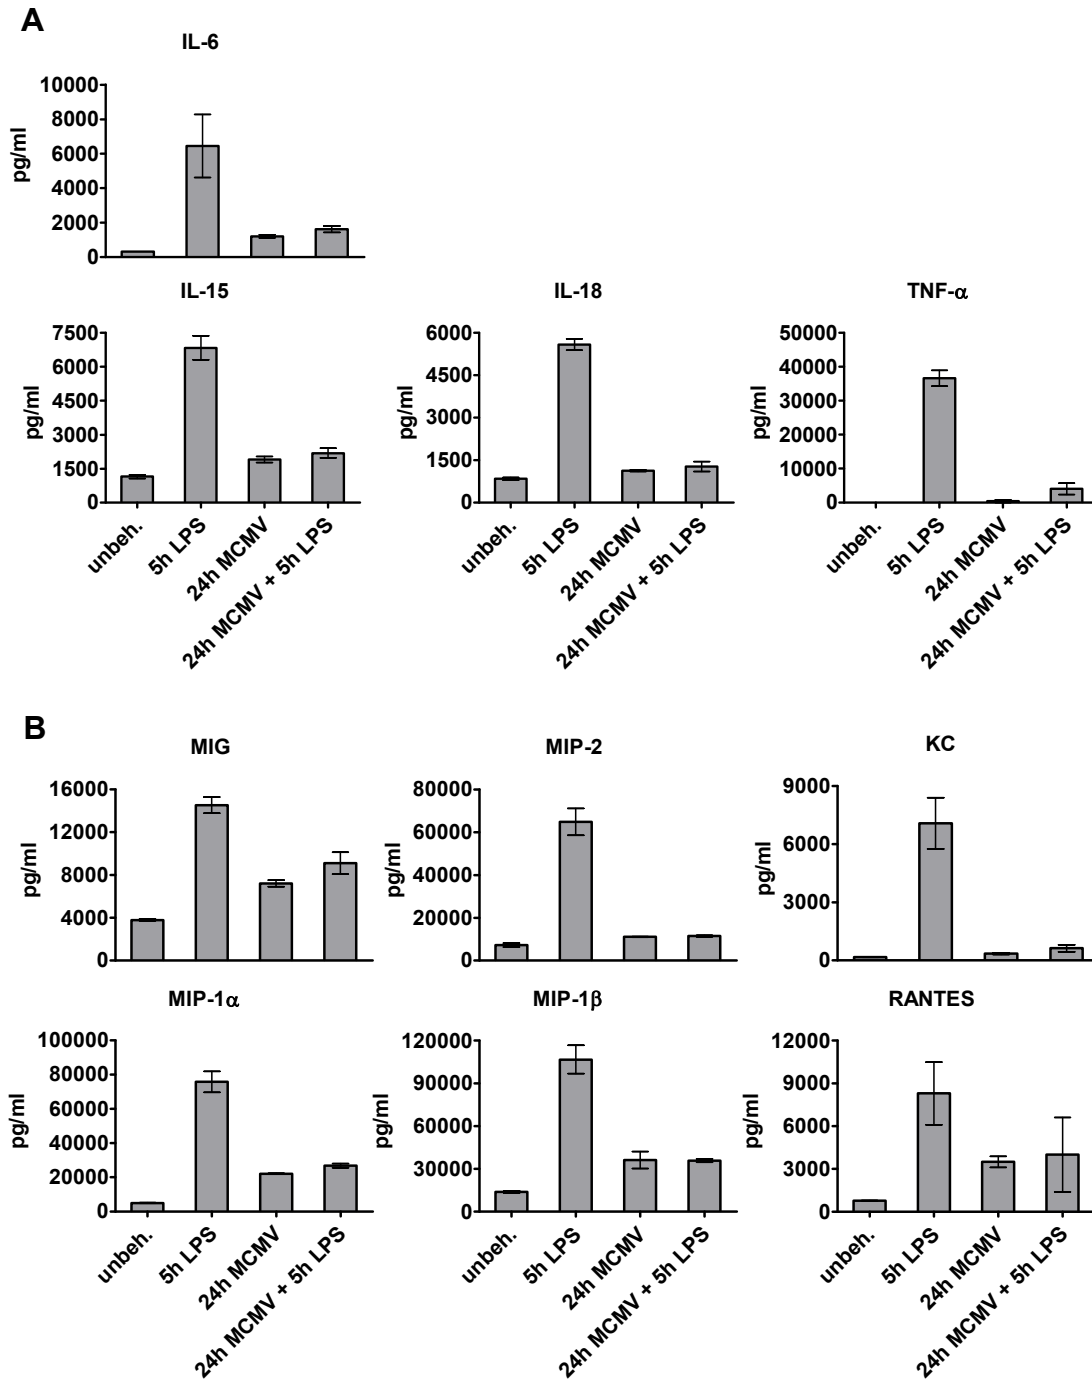 A
IL-6
pg/ml
10000
8000
6000
4000
2000
0
IL-15
pg/ml
7500
6000
4500
3000
1500
0
unbeh.
5h LPS
24h MCMV
24h MCMV + 5h LPS
IL-18
pg/ml
6000
4500
3000
1500
0
unbeh.
5h LPS
24h MCMV
24h MCMV + 5h LPS
TNF-α
pg/ml
50000
40000
30000
20000
10000
0
unbeh.
5h LPS
24h MCMV
24h MCMV + 5h LPS
B
MIG
pg/ml
16000
12000
8000
4000
0
MIP-2
pg/ml
80000
60000
40000
20000
0
KC
pg/ml
9000
6000
3000
0
MIP-1α
pg/ml
100000
80000
60000
40000
20000
0
unbeh.
5h LPS
24h MCMV
24h MCMV + 5h LPS
MIP-1β
pg/ml
120000
90000
60000
30000
0
unbeh.
5h LPS
24h MCMV
24h MCMV + 5h LPS
RANTES
pg/ml
12000
9000
6000
3000
0
unbeh.
5h LPS
24h MCMV
24h MCMV + 5h LPS